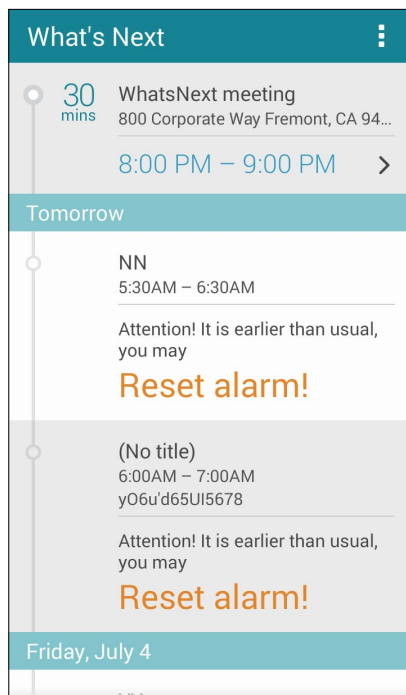 What's Next
30
mins
WhatsNext meeting
800 Corporate Way Fremont, CA 94...
8:00 PM – 9:00 PM
Tomorrow
NN
5:30AM – 6:30AM
Attention! It is earlier than usual,
you may
Reset alarm!
(No title)
6:00AM – 7:00AM
yO6u'd65UI5678
Attention! It is earlier than usual,
you may
Reset alarm!
Friday, July 4